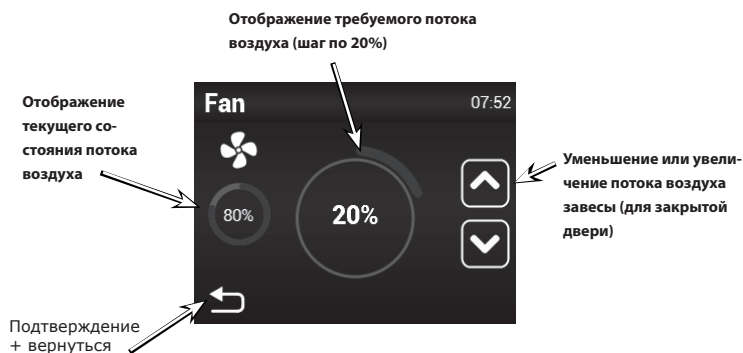 Отображение требуемого потока
воздуха (шаг по 20%)
Отображение
текущего со-
стояния потока
воздуха
Fan
07:52
80%
20%
Уменьшение или увели-
чение потока воздуха
завесы (для закрытой
двери)
Подтверждение
+ вернуться